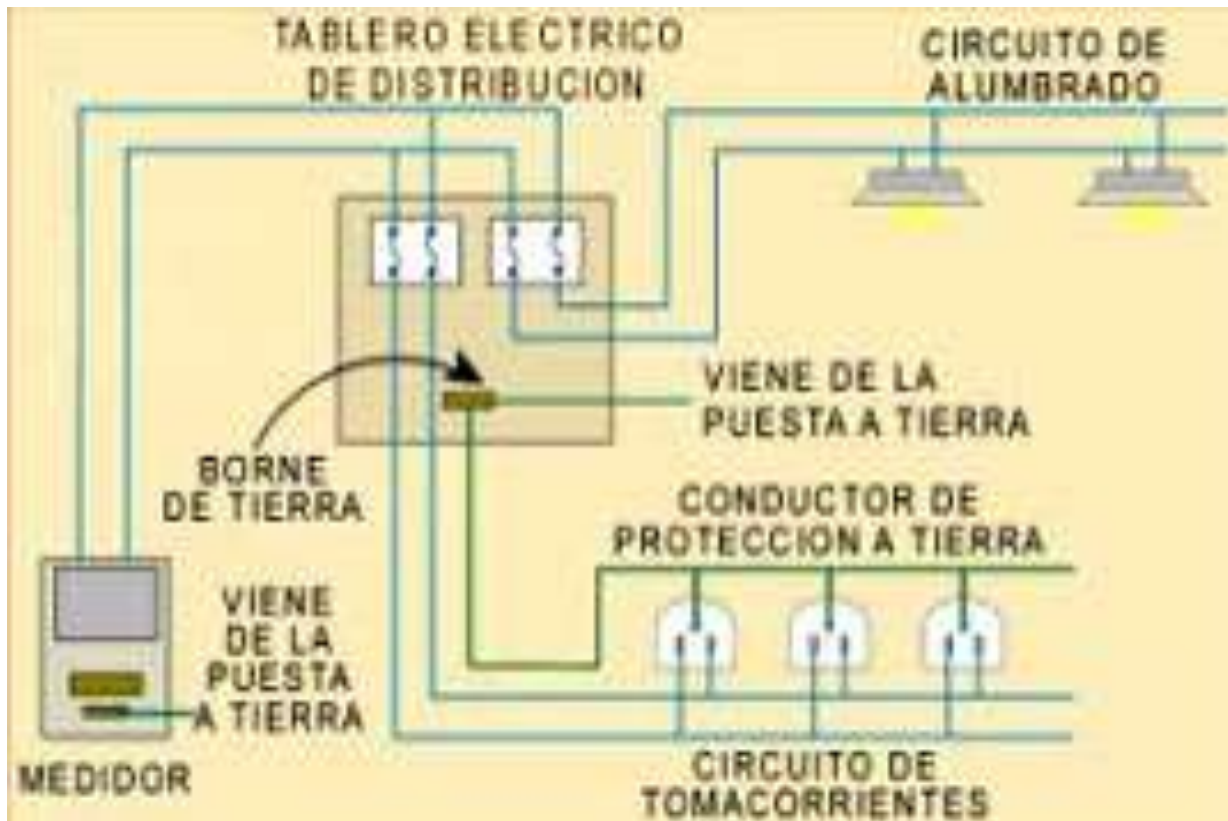 TABLERO ELECTRICO
DE DISTRIBUCION
CIRCUITO DE
ALUMBRADO
VIENE DE LA
PUESTA A TIERRA
BORNE
DE TIERRA
CONDUCTOR DE
PROTECCION A TIERRA
VIENE
DE LA
PUESTA
A TIERRA
MEDIDOR
CIRCUITO DE
TOMACORRIENTES